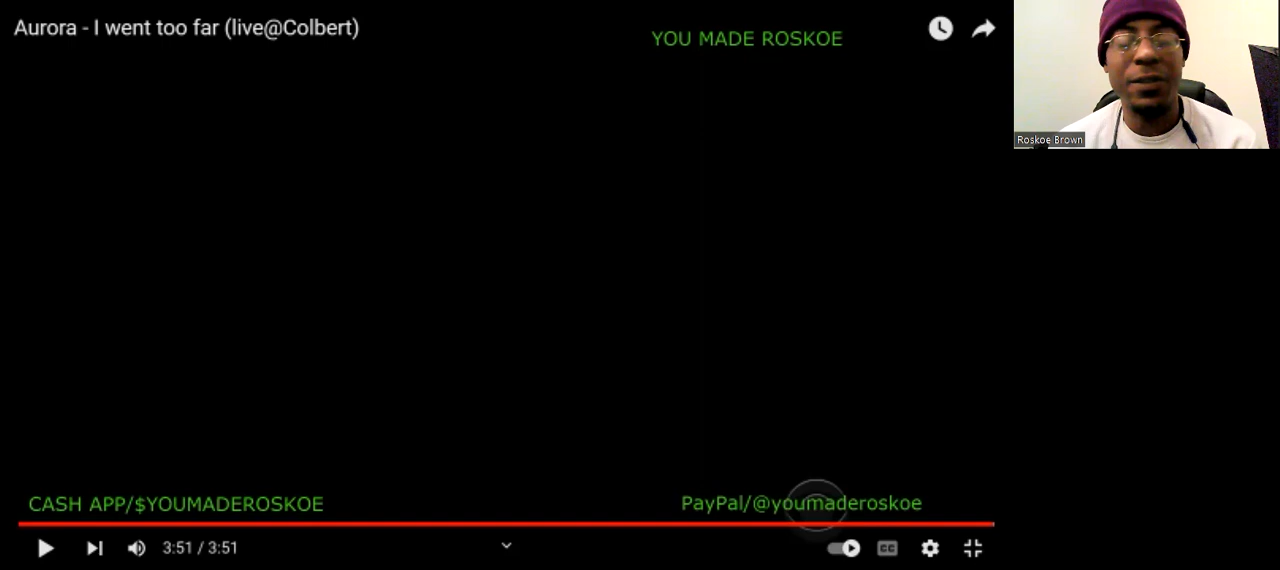 Aurora - I went too far (live@Colbert)
YOU MADE ROSKOE
Roskoe Brown
CASH APP/$YOUMADEROSKOE
PayPal/@youmaderoskoe
3:51 / 3:51
CC